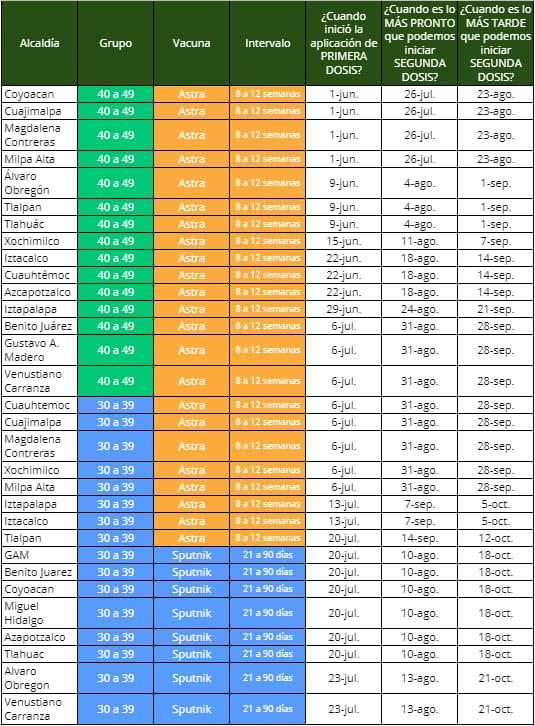 Alcaldía Grupo Vacuna Intervalo ¿Cuando inició la aplicación de PRIMERA DOSIS? ¿Cuando es lo MÁS PRONTO que podemos iniciar SEGUNDA DOSIS? ¿Cuando es lo MÁS TARDE que podemos iniciar SEGUNDA DOSIS?
Coyoacan 40 a 49 Astra 8 a 12 semanas 1-jun. 26-jul. 23-ago.
Cuajimalpa 40 a 49 Astra 8 a 12 semanas 1-jun. 26-jul. 23-ago.
Magdalena Contreras 40 a 49 Astra 8 a 12 semanas 1-jun. 26-jul. 23-ago.
Milpa Alta 40 a 49 Astra 8 a 12 semanas 1-jun. 26-jul. 23-ago.
Álvaro Obregón 40 a 49 Astra 8 a 12 semanas 9-jun. 4-ago. 1-sep.
Tlalpan 40 a 49 Astra 8 a 12 semanas 9-jun. 4-ago. 1-sep.
Tlahuác 40 a 49 Astra 8 a 12 semanas 9-jun. 4-ago. 1-sep.
Xochimilco 40 a 49 Astra 8 a 12 semanas 15-jun. 11-ago. 7-sep.
Iztacalco 40 a 49 Astra 8 a 12 semanas 22-jun. 18-ago. 14-sep.
Cuauhtémoc 40 a 49 Astra 8 a 12 semanas 22-jun. 18-ago. 14-sep.
Azcapotzalco 40 a 49 Astra 8 a 12 semanas 22-jun. 18-ago. 14-sep.
Iztapalapa 40 a 49 Astra 8 a 12 semanas 29-jun. 24-ago. 21-sep.
Benito Juárez 40 a 49 Astra 8 a 12 semanas 6-jul. 31-ago. 28-sep.
Gustavo A. Madero 40 a 49 Astra 8 a 12 semanas 6-jul. 31-ago. 28-sep.
Venustiano Carranza 40 a 49 Astra 8 a 12 semanas 6-jul. 31-ago. 28-sep.
Cuauhtemoc 30 a 39 Astra 8 a 12 semanas 6-jul. 31-ago. 28-sep.
Cuajimalpa 30 a 39 Astra 8 a 12 semanas 6-jul. 31-ago. 28-sep.
Magdalena Contreras 30 a 39 Astra 8 a 12 semanas 6-jul. 31-ago. 28-sep.
Xochimilco 30 a 39 Astra 8 a 12 semanas 6-jul. 31-ago. 28-sep.
Milpa Alta 30 a 39 Astra 8 a 12 semanas 6-jul. 31-ago. 28-sep.
Iztapalapa 30 a 39 Astra 8 a 12 semanas 13-jul. 7-sep. 5-oct.
Iztacalco 30 a 39 Astra 8 a 12 semanas 13-jul. 7-sep. 5-oct.
Tlalpan 30 a 39 Astra 8 a 12 semanas 20-jul. 14-sep. 12-oct.
GAM 30 a 39 Sputnik 21 a 90 días 20-jul. 10-ago. 18-oct.
Benito Juarez 30 a 39 Sputnik 21 a 90 días 20-jul. 10-ago. 18-oct.
Coyoacan 30 a 39 Sputnik 21 a 90 días 20-jul. 10-ago. 18-oct.
Miguel Hidalgo 30 a 39 Sputnik 21 a 90 días 20-jul. 10-ago. 18-oct.
Azapotzalco 30 a 39 Sputnik 21 a 90 días 20-jul. 10-ago. 18-oct.
Tlahuac 30 a 39 Sputnik 21 a 90 días 20-jul. 10-ago. 18-oct.
Alvaro Obregon 30 a 39 Sputnik 21 a 90 días 23-jul. 13-ago. 21-oct.
Venustiano Carranza 30 a 39 Sputnik 21 a 90 días 23-jul. 13-ago. 21-oct.